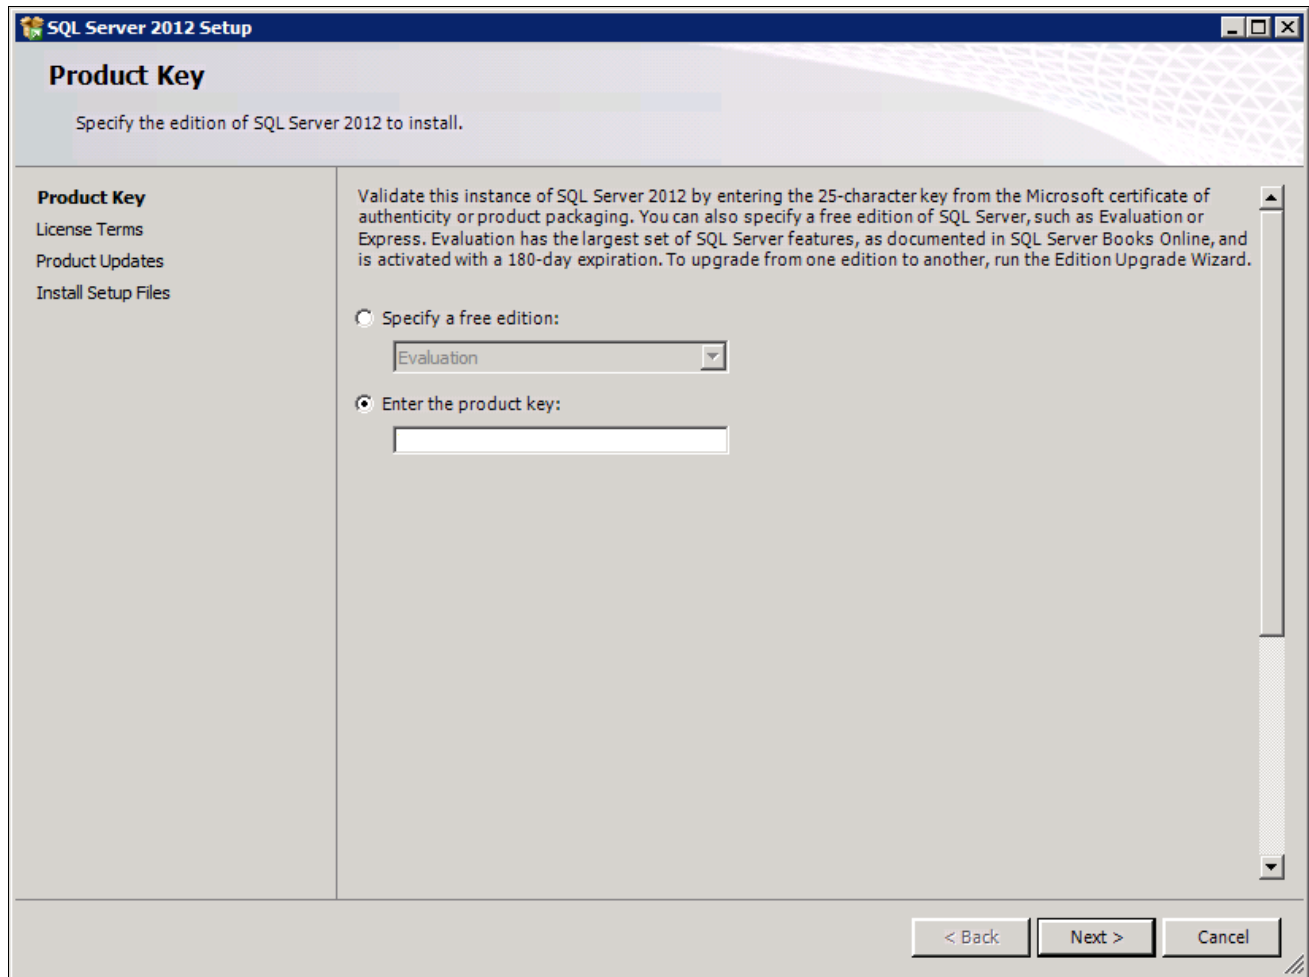 SQL Server 2012 Setup
Product Key
Specify the edition of SQL Server 2012 to install.
Product Key
License Terms
Product Updates
Install Setup Files
Validate this instance of SQL Server 2012 by entering the 25-character key from the Microsoft certificate of
authenticity or product packaging. You can also specify a free edition of SQL Server, such as Evaluation or
Express. Evaluation has the largest set of SQL Server features, as documented in SQL Server Books Online, and
is activated with a 180-day expiration. To upgrade from one edition to another, run the Edition Upgrade Wizard.
Specify a free edition:
Evaluation
Enter the product key:
< Back Next > Cancel